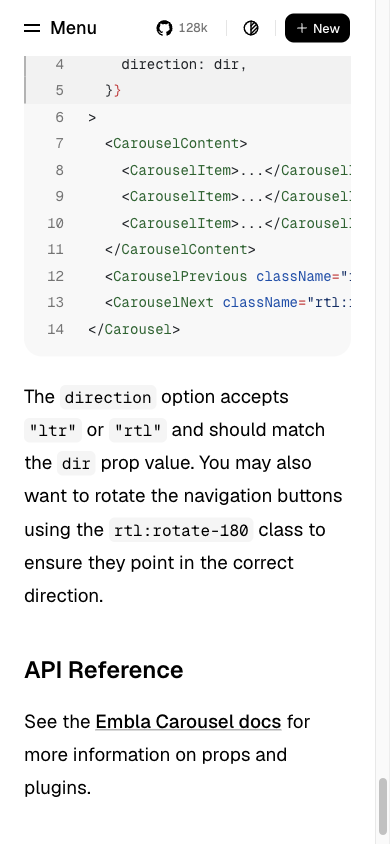 Menu 128k + New
4 direction: dir,
5 }}
6 >
7 <CarouselContent>
8 <CarouselItem>...</Carousel
9 <CarouselItem>...</Carousel
10 <CarouselItem>...</Carousel
11 </CarouselContent>
12 <CarouselPrevious className="
13 <CarouselNext className="rtl:
14 </Carousel>
The direction option accepts
"ltr" or "rtl" and should match
the dir prop value. You may also
want to rotate the navigation buttons
using the rtl:rotate-180 class to
ensure they point in the correct
direction.
API Reference
See the Embla Carousel docs for
more information on props and
plugins.